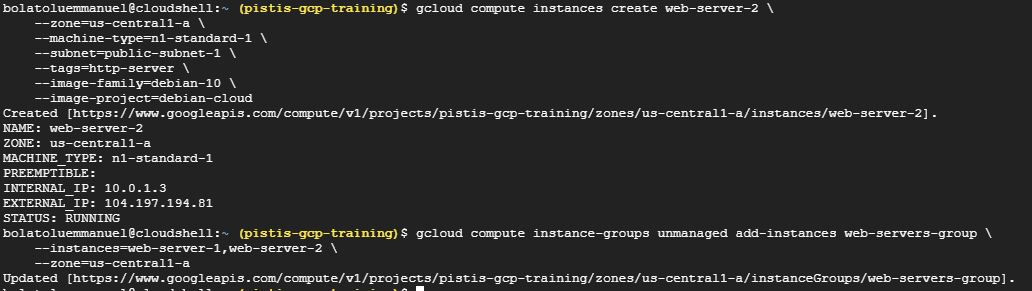 bolatoluemmanuel@cloudshell:~ (pistis-gcp-training)$ gcloud compute instances create web-server-2 \
    --zone=us-central1-a \
    --machine-type=n1-standard-1 \
    --subnet=public-subnet-1 \
    --tags=http-server \
    --image-family=debian-10 \
    --image-project=debian-cloud
Created [https://www.googleapis.com/compute/v1/projects/pistis-gcp-training/zones/us-central1-a/instances/web-server-2].
NAME: web-server-2
ZONE: us-central1-a
MACHINE_TYPE: n1-standard-1
PREEMPTIBLE:
INTERNAL_IP: 10.0.1.3
EXTERNAL_IP: 104.197.194.81
STATUS: RUNNING
bolatoluemmanuel@cloudshell:~ (pistis-gcp-training)$ gcloud compute instance-groups unmanaged add-instances web-servers-group \
    --instances=web-server-1,web-server-2 \
    --zone=us-central1-a
Updated [https://www.googleapis.com/compute/v1/projects/pistis-gcp-training/zones/us-central1-a/instanceGroups/web-servers-group].
bolatoluemmanuel@cloudshell:~ (pistis-gcp-training)$